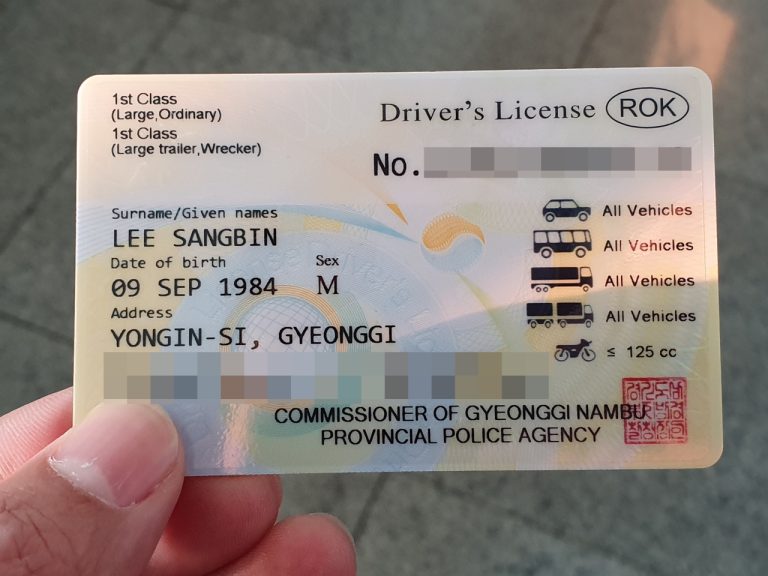 1st Class
(Large,Ordinary)
1st Class
(Large trailer,Wrecker)
Driver's License ROK
No.
Surname/Given names
LEE SANGBIN
Date of birth
09 SEP 1984
Sex
M
Address
YONGIN-SI, GYEONGGI
All Vehicles
All Vehicles
All Vehicles
All Vehicles
≤ 125 cc
COMMISSIONER OF GYEONGGI NAMBU
PROVINCIAL POLICE AGENCY